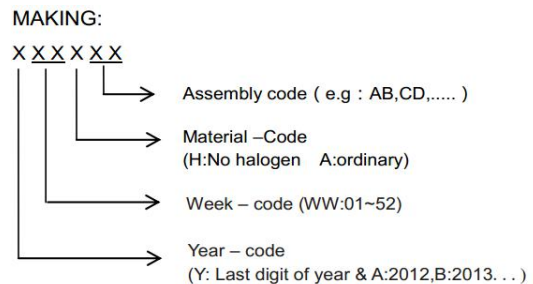 MAKING:
X X X X X X
Assembly code ( e.g : AB,CD,..... )
Material –Code
(H:No halogen A:ordinary)
Week – code (WW:01~52)
Year – code
(Y: Last digit of year & A:2012,B:2013. . . )